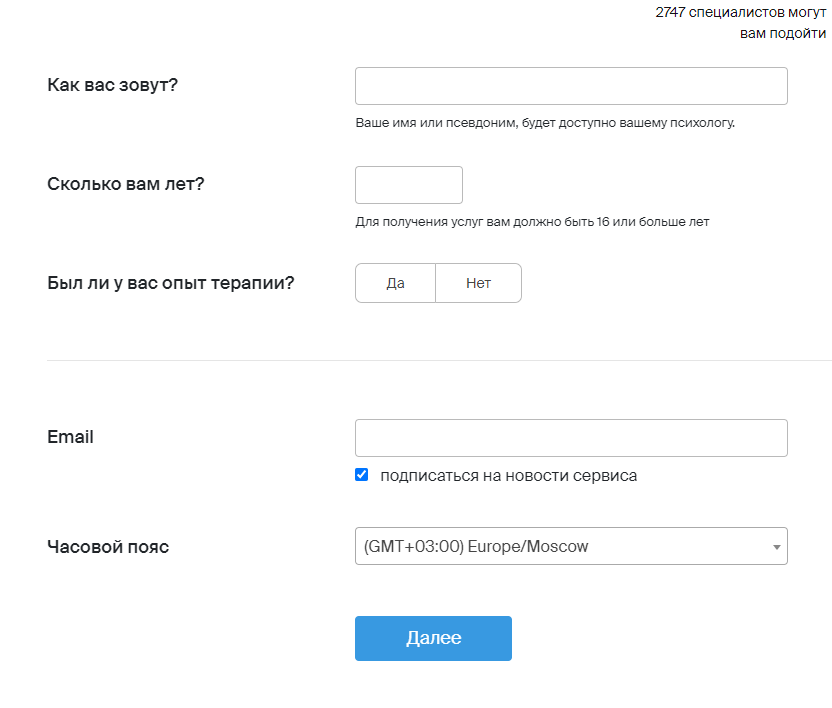 2747 специалистов могут
вам подойти
Как вас зовут?
Ваше имя или псевдоним, будет доступно вашему психологу.
Сколько вам лет?
Для получения услуг вам должно быть 16 или больше лет
Был ли у вас опыт терапии?
Да
Нет
Email
подписаться на новости сервиса
Часовой пояс
(GMT+03:00) Europe/Moscow
Далее